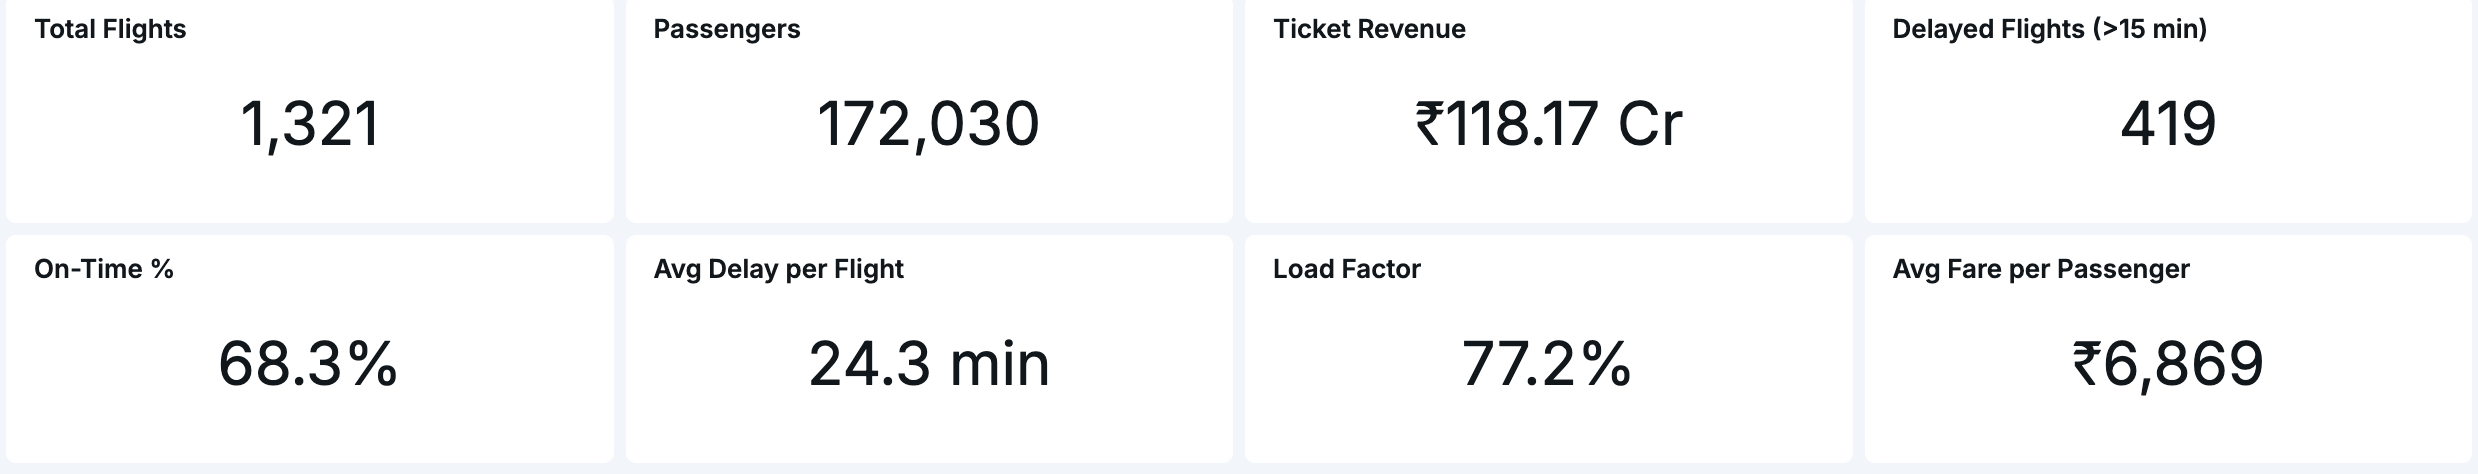 Total Flights
1,321
Passengers
172,030
Ticket Revenue
₹118.17 Cr
Delayed Flights (>15 min)
419
On-Time %
68.3%
Avg Delay per Flight
24.3 min
Load Factor
77.2%
Avg Fare per Passenger
₹6,869